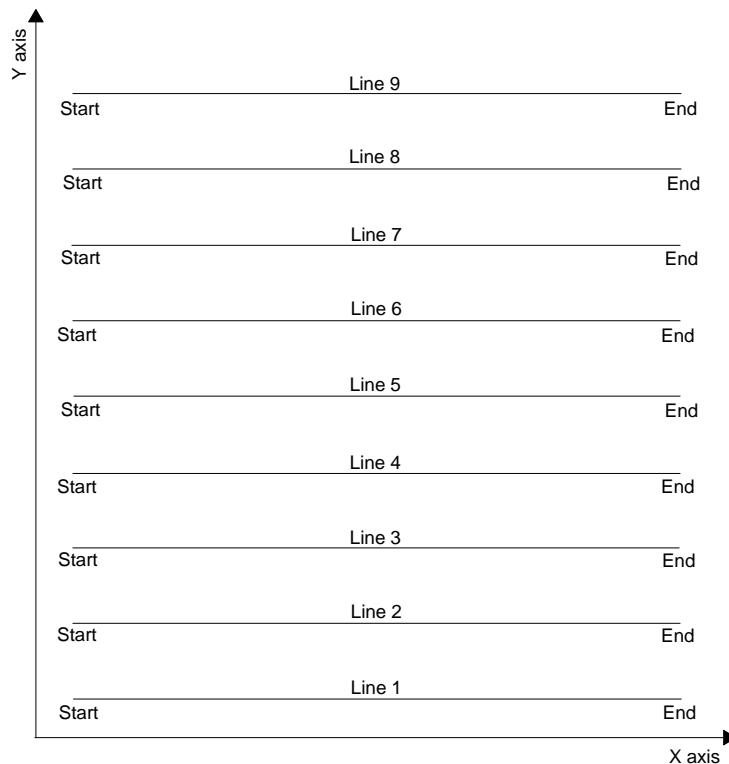 Y axis
Line 9
Start End
Line 8
Start End
Line 7
Start End
Line 6
Start End
Line 5
Start End
Line 4
Start End
Line 3
Start End
Line 2
Start End
Line 1
Start End
X axis